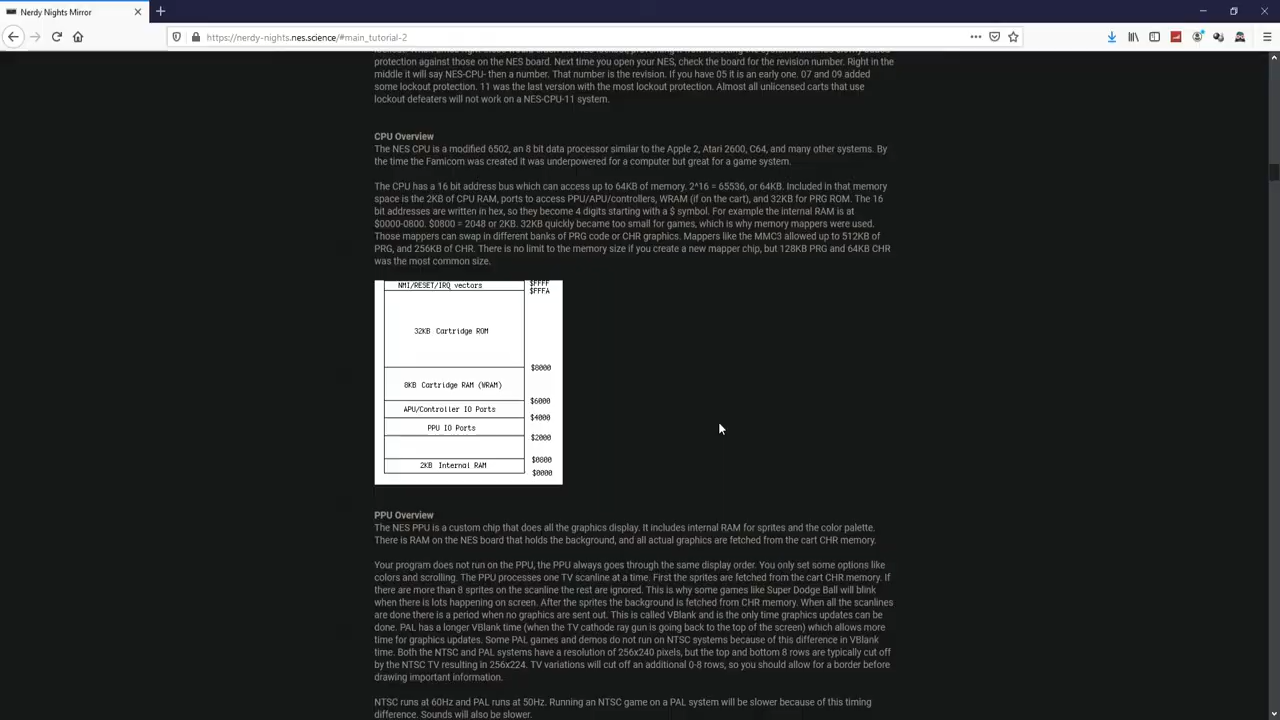 Nerdy Nights Mirror
https://nerdy-nights.nes.science/#main_tutorial-2
protection against those on the NES board. Next time you open your NES, check the board for the revision number. Right in the
middle it will say NES-CPU- then a number. That number is the revision. If you have 05 it is an early one. 07 and 09 added
some lockout protection. 11 was the last version with the most lockout protection. Almost all unlicensed carts that use
lockout defeaters will not work on a NES-CPU-11 system.
CPU Overview
The NES CPU is a modified 6502, an 8 bit data processor similar to the Apple 2, Atari 2600, C64, and many other systems. By
the time the Famicom was created it was underpowered for a computer but great for a game system.
The CPU has a 16 bit address bus which can access up to 64KB of memory. 2^16 = 65536, or 64KB. Included in that memory
space is the 2KB of CPU RAM, ports to access PPU/APU/controllers, WRAM (if on the cart), and 32KB for PRG ROM. The 16
bit addresses are written in hex, so they become 4 digits starting with a $ symbol. For example the internal RAM is at
$0000-0800. $0800 = 2048 or 2KB. 32KB quickly became too small for games, which is why memory mappers were used.
Those mappers can swap in different banks of PRG code or CHR graphics. Mappers like the MMC3 allowed up to 512KB of
PRG, and 256KB of CHR. There is no limit to the memory size if you create a new mapper chip, but 128KB PRG and 64KB CHR
was the most common size.
NMI/RESET/IRQ vectors
$FFFF
$FFFA
32KB Cartridge ROM
$8000
8KB Cartridge RAM (WRAM)
$6000
APU/Controller IO Ports
$4000
PPU IO Ports
$2000
$0800
2KB Internal RAM
$0000
PPU Overview
The NES PPU is a custom chip that does all the graphics display. It includes internal RAM for sprites and the color palette.
There is RAM on the NES board that holds the background, and all actual graphics are fetched from the cart CHR memory.
Your program does not run on the PPU, the PPU always goes through the same display order. You only set some options like
colors and scrolling. The PPU processes one TV scanline at a time. First the sprites are fetched from the cart CHR memory. If
there are more than 8 sprites on the scanline the rest are ignored. This is why some games like Super Dodge Ball will blink
when there is lots happening on screen. After the sprites the background is fetched from CHR memory. When all the scanlines
are done there is a period when no graphics are sent out. This is called VBlank and is the only time graphics updates can be
done. PAL has a longer VBlank time (when the TV cathode ray gun is going back to the top of the screen) which allows more
time for graphics updates. Some PAL games and demos do not run on NTSC systems because of this difference in VBlank
time. Both the NTSC and PAL systems have a resolution of 256x240 pixels, but the top and bottom 8 rows are typically cut off
by the NTSC TV resulting in 256x224. TV variations will cut off an additional 0-8 rows, so you should allow for a border before
drawing important information.
NTSC runs at 60Hz and PAL runs at 50Hz. Running an NTSC game on a PAL system will be slower because of this timing
difference. Sounds will also be slower.